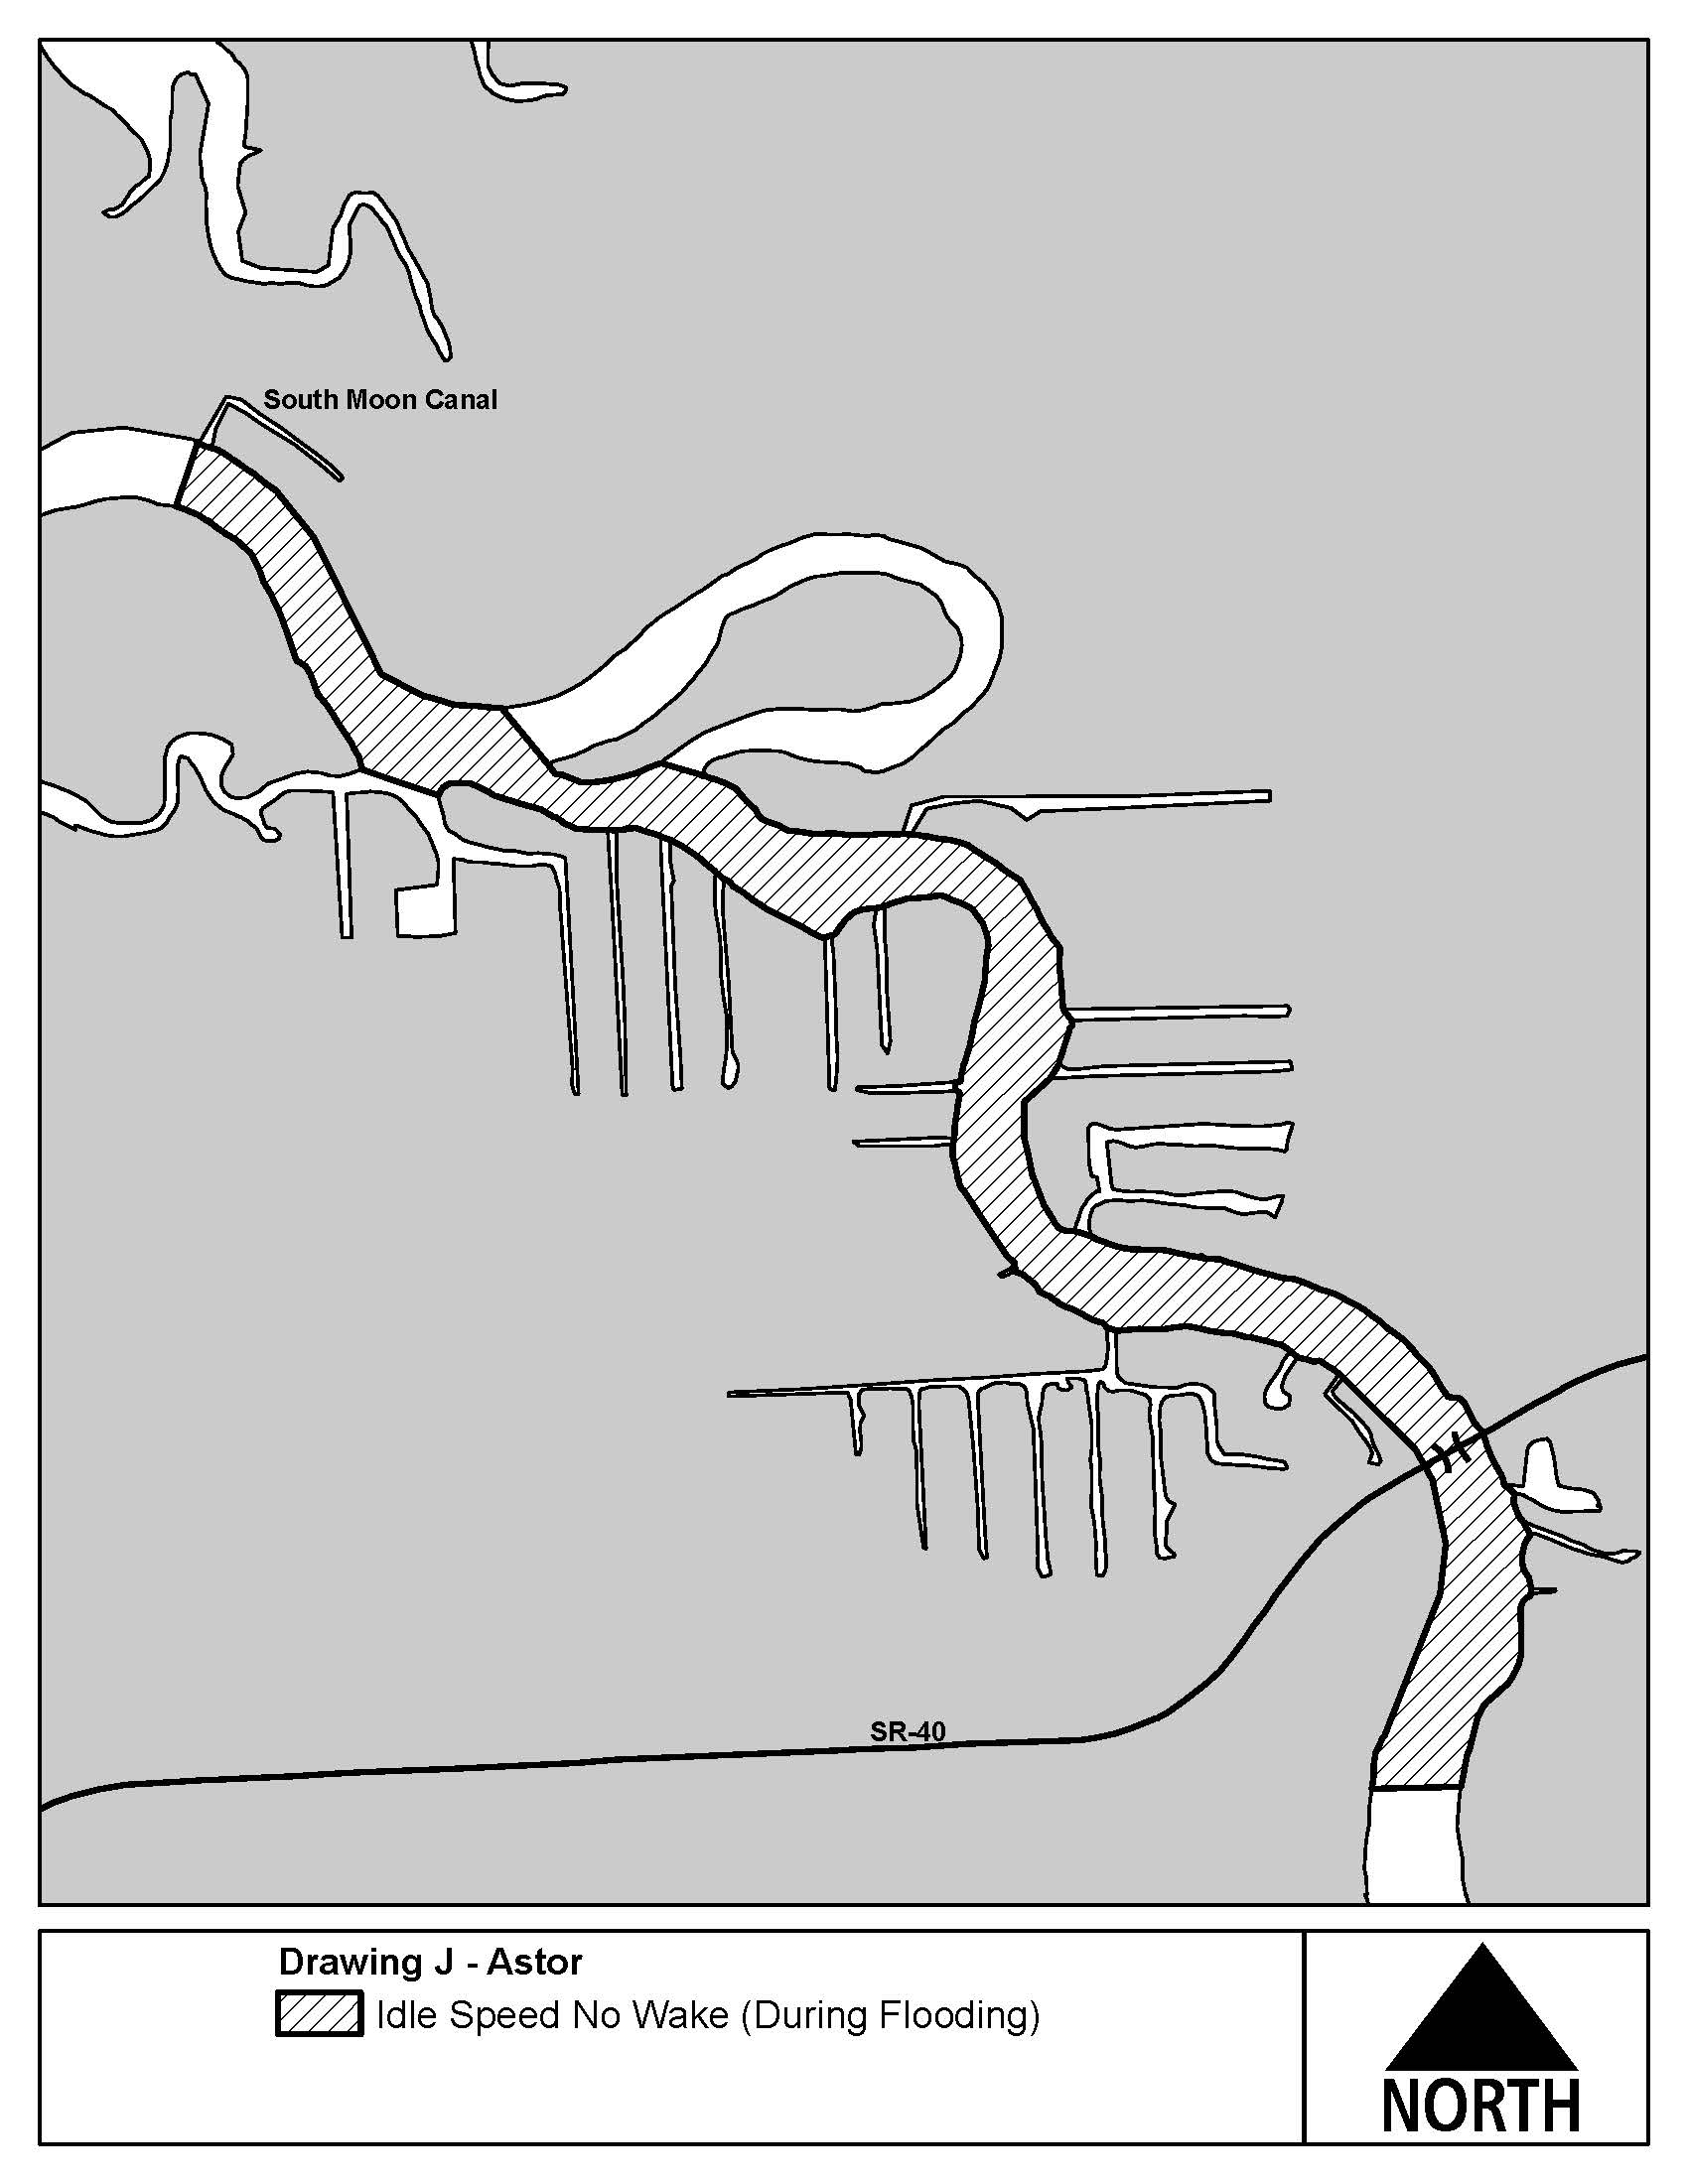 South Moon Canal
SR-40
Drawing J - Astor
Idle Speed No Wake (During Flooding)
NORTH